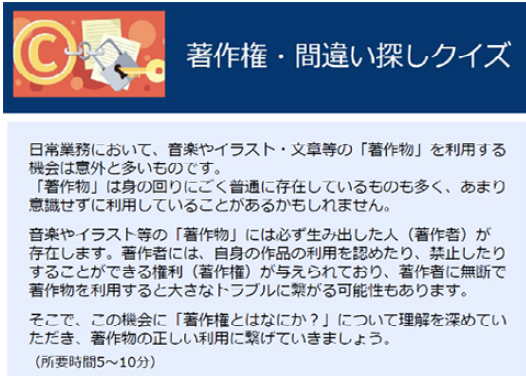 ©
著作権・間違い探しクイズ
日常業務において、音楽やイラスト・文章等の「著作物」を利用する
機会は意外と多いものです。
「著作物」は身の回りにごく普通に存在しているものも多く、あまり
意識せずに利用していることがあるかもしれません。
音楽やイラスト等の「著作物」には必ず生み出した人（著作者）が
存在します。著作者には、自身の作品の利用を認めたり、禁止したり
することができる権利（著作権）が与えられており、著作者に無断で
著作物を利用すると大きなトラブルに繋がる可能性もあります。
そこで、この機会に「著作権とはなにか？」について理解を深めてい
ただき、著作物の正しい利用に繋げていきましょう。
（所要時間5～10分）